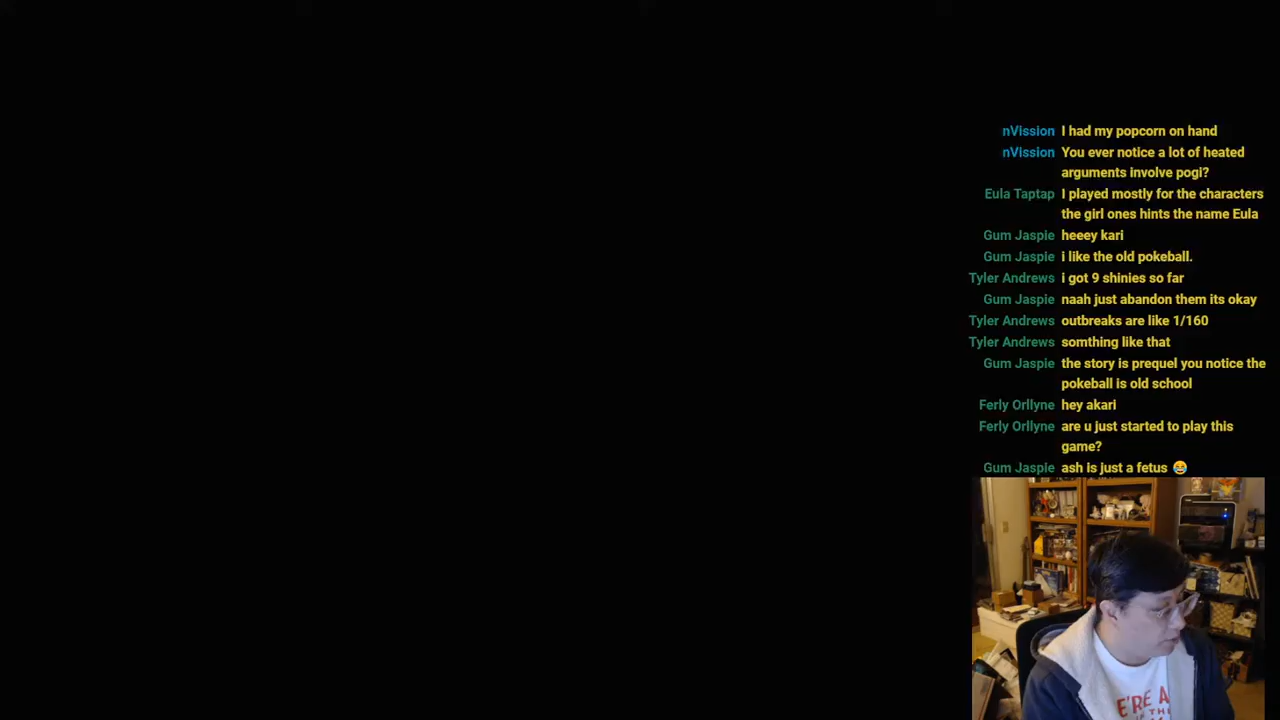 nVission I had my popcorn on hand
nVission You ever notice a lot of heated
arguments involve pogi?
Eula Taptap I played mostly for the characters
the girl ones hints the name Eula
Gum Jaspie heeey kari
Gum Jaspie i like the old pokeball.
Tyler Andrews i got 9 shinies so far
Gum Jaspie naah just abandon them its okay
Tyler Andrews outbreaks are like 1/160
Tyler Andrews somthing like that
Gum Jaspie the story is prequel you notice the
pokeball is old school
Ferly Orllyne hey akari
Ferly Orllyne are u just started to play this
game?
Gum Jaspie ash is just a fetus 😂
E'RE A